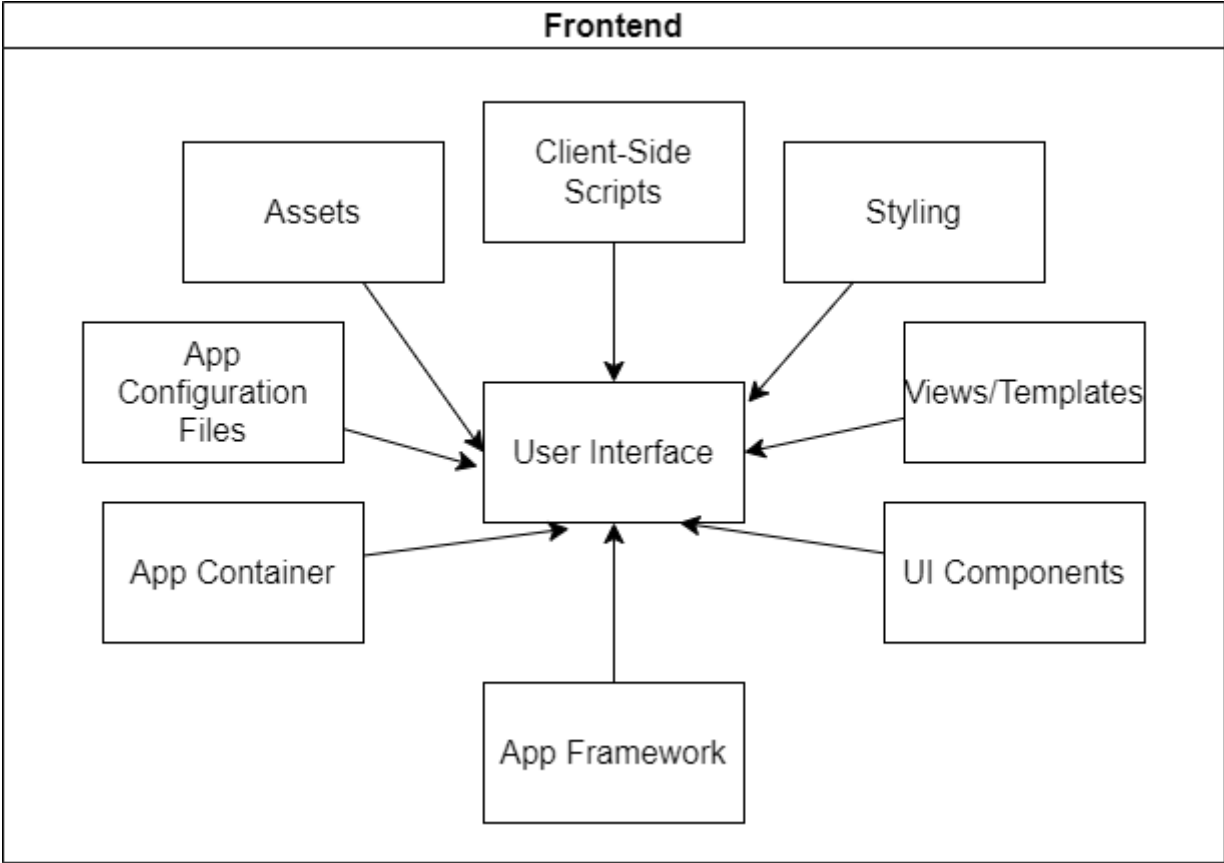 Frontend
Client-Side
Scripts
Assets
Styling
App
Configuration
Files
Views/Templates
User Interface
App Container
UI Components
App Framework